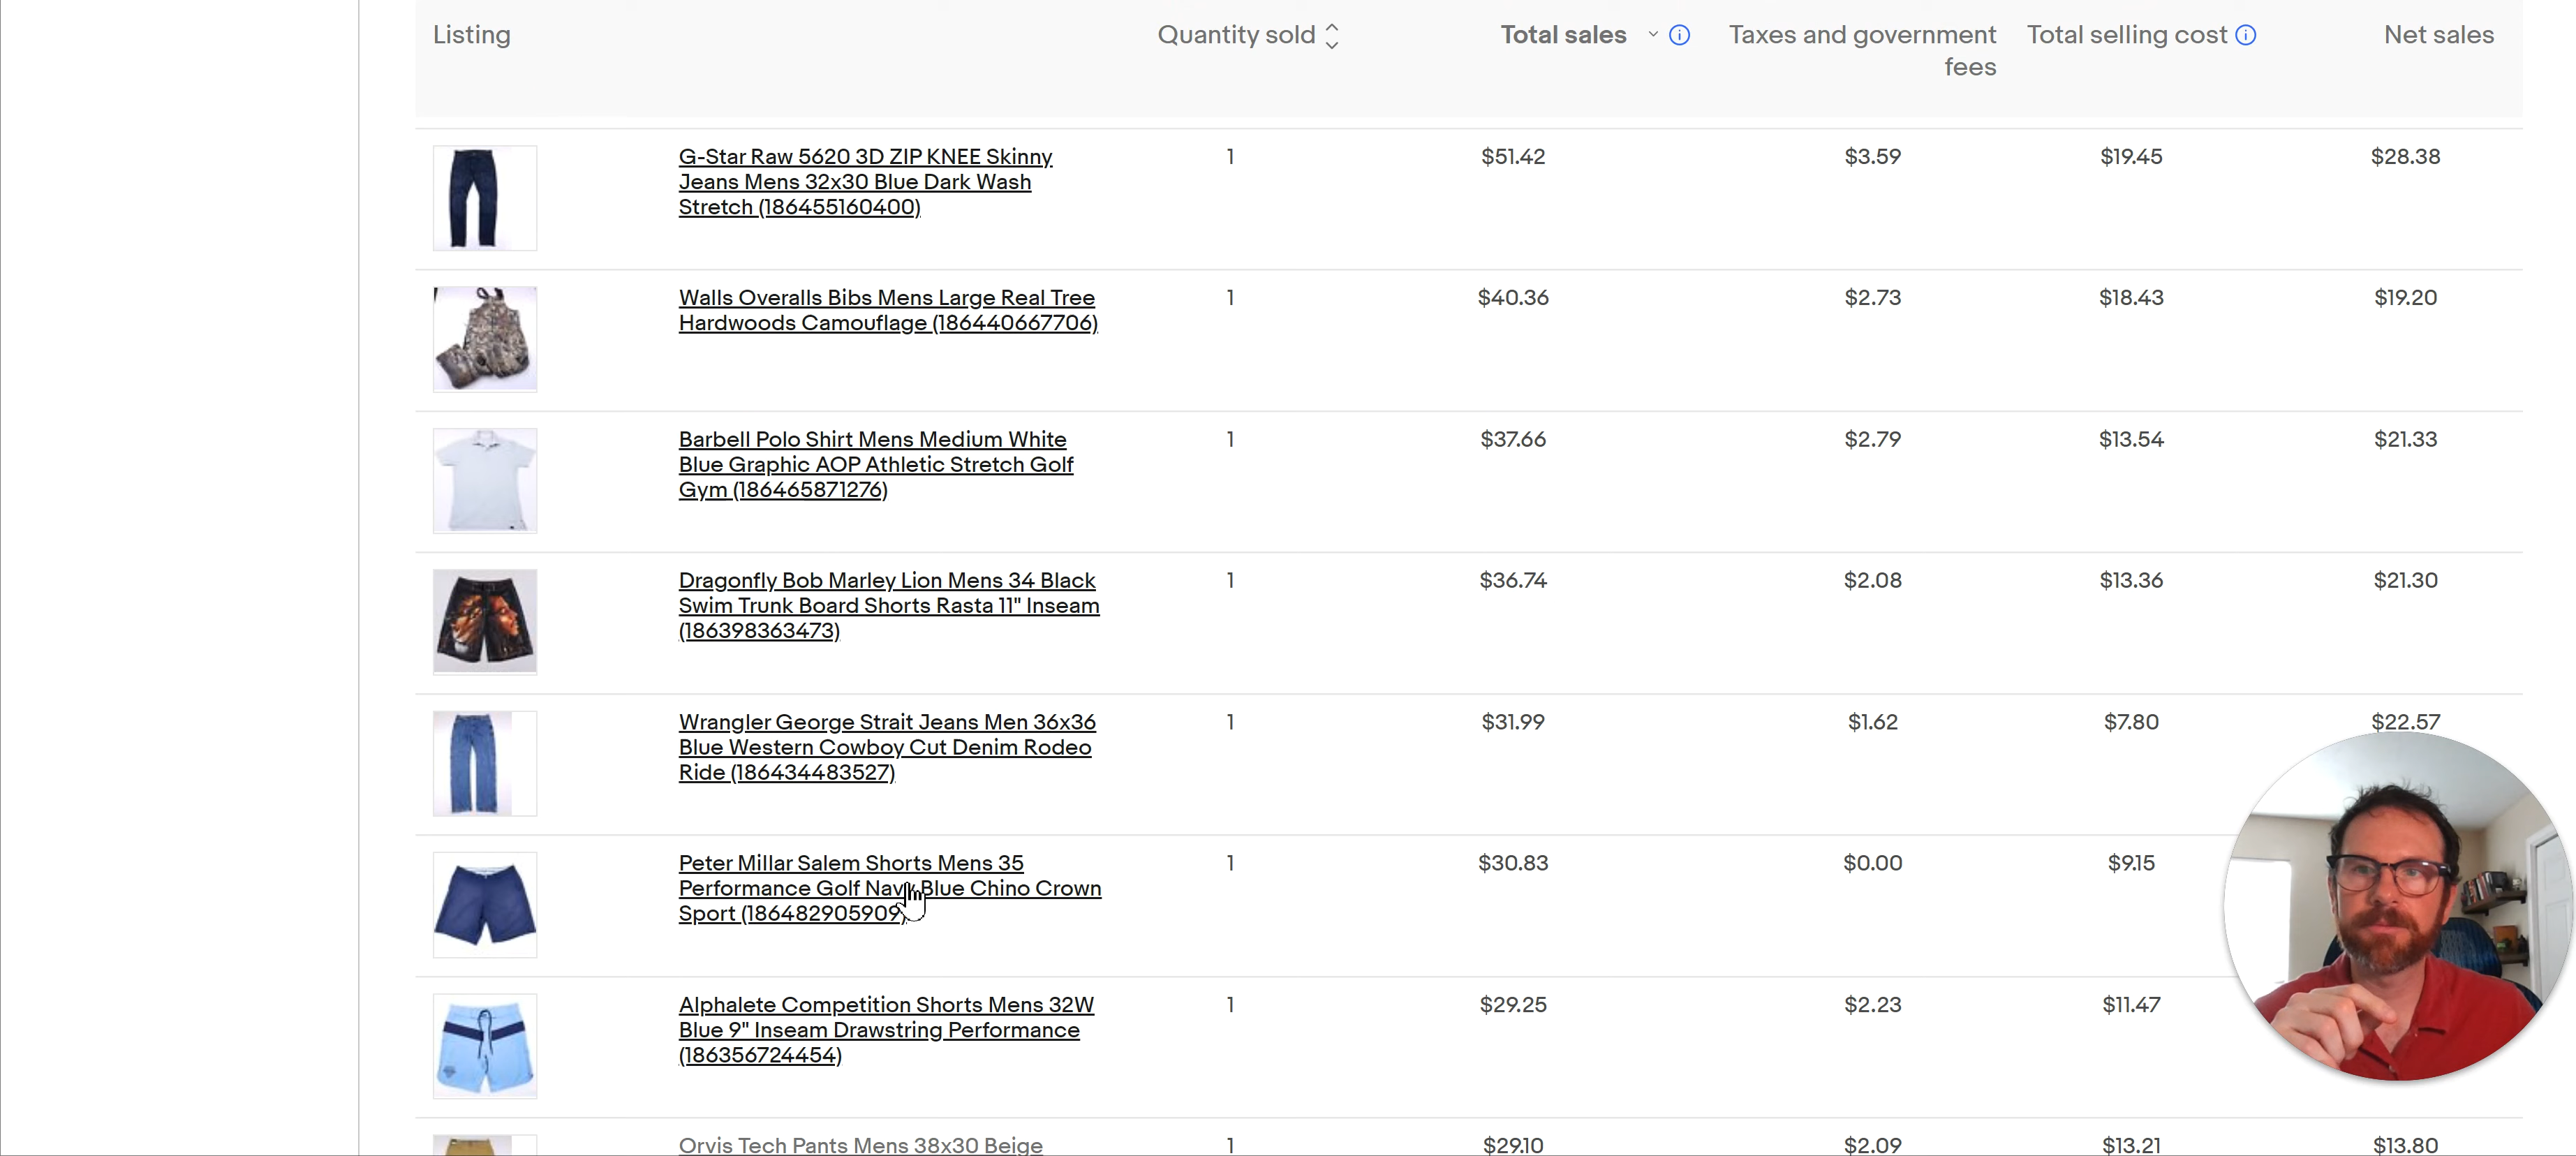 Listing Quantity sold Total sales Taxes and government Total selling cost Net sales
fees
G-Star Raw 5620 3D ZIP KNEE Skinny 1 $51.42 $3.59 $19.45 $28.38
Jeans Mens 32x30 Blue Dark Wash
Stretch (186455160400)
Walls Overalls Bibs Mens Large Real Tree 1 $40.36 $2.73 $18.43 $19.20
Hardwoods Camouflage (186440667706)
Barbell Polo Shirt Mens Medium White 1 $37.66 $2.79 $13.54 $21.33
Blue Graphic AOP Athletic Stretch Golf
Gym (186465871276)
Dragonfly Bob Marley Lion Mens 34 Black 1 $36.74 $2.08 $13.36 $21.30
Swim Trunk Board Shorts Rasta 11" Inseam
(186398363473)
Wrangler George Strait Jeans Men 36x36 1 $31.99 $1.62 $7.80 $22.57
Blue Western Cowboy Cut Denim Rodeo
Ride (186434483527)
Peter Millar Salem Shorts Mens 35 1 $30.83 $0.00 $9.15
Performance Golf Navy Blue Chino Crown
Sport (186482905909)
Alphalete Competition Shorts Mens 32W 1 $29.25 $2.23 $11.47
Blue 9" Inseam Drawstring Performance
(186356724454)
Orvis Tech Pants Mens 38x30 Beige 1 $29.10 $2.09 $13.21 $13.80